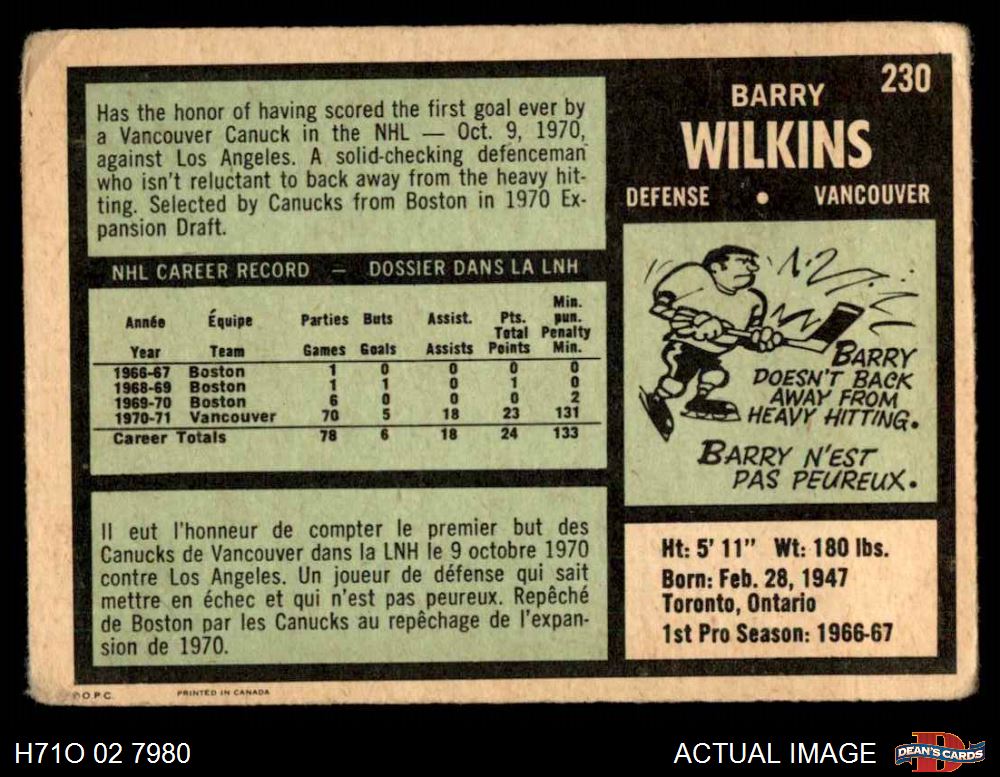 230
BARRY
WILKINS
DEFENSE • VANCOUVER
Has the honor of having scored the first goal ever by
a Vancouver Canuck in the NHL — Oct. 9, 1970,
against Los Angeles. A solid-checking defenceman
who isn't reluctant to back away from the heavy hit-
ting. Selected by Canucks from Boston in 1970 Ex-
pansion Draft.
NHL CAREER RECORD — DOSSIER DANS LA LNH
Année Équipe Parties Buts Assist. Pts. Total Min. pun.
Year Team Games Goals Assists Points Penalty Min.
1966-67 Boston 1 0 0 0 0
1968-69 Boston 1 1 0 1 0
1969-70 Boston 6 0 0 0 2
1970-71 Vancouver 70 5 18 23 131
Career Totals 78 6 18 24 133
Il eut l'honneur de compter le premier but des
Canucks de Vancouver dans la LNH le 9 octobre 1970
contre Los Angeles. Un joueur de défense qui sait
mettre en échec et qui n'est pas peureux. Repêché
de Boston par les Canucks au repêchage de l'expan-
sion de 1970.
BARRY
DOESN'T BACK
AWAY FROM
HEAVY HITTING.
BARRY N'EST
PAS PEUREUX.
Ht: 5' 11" Wt: 180 lbs.
Born: Feb. 28, 1947
Toronto, Ontario
1st Pro Season: 1966-67
©O.P.C. PRINTED IN CANADA
H71O 02 7980
ACTUAL IMAGE
D
DEAN'S CARDS